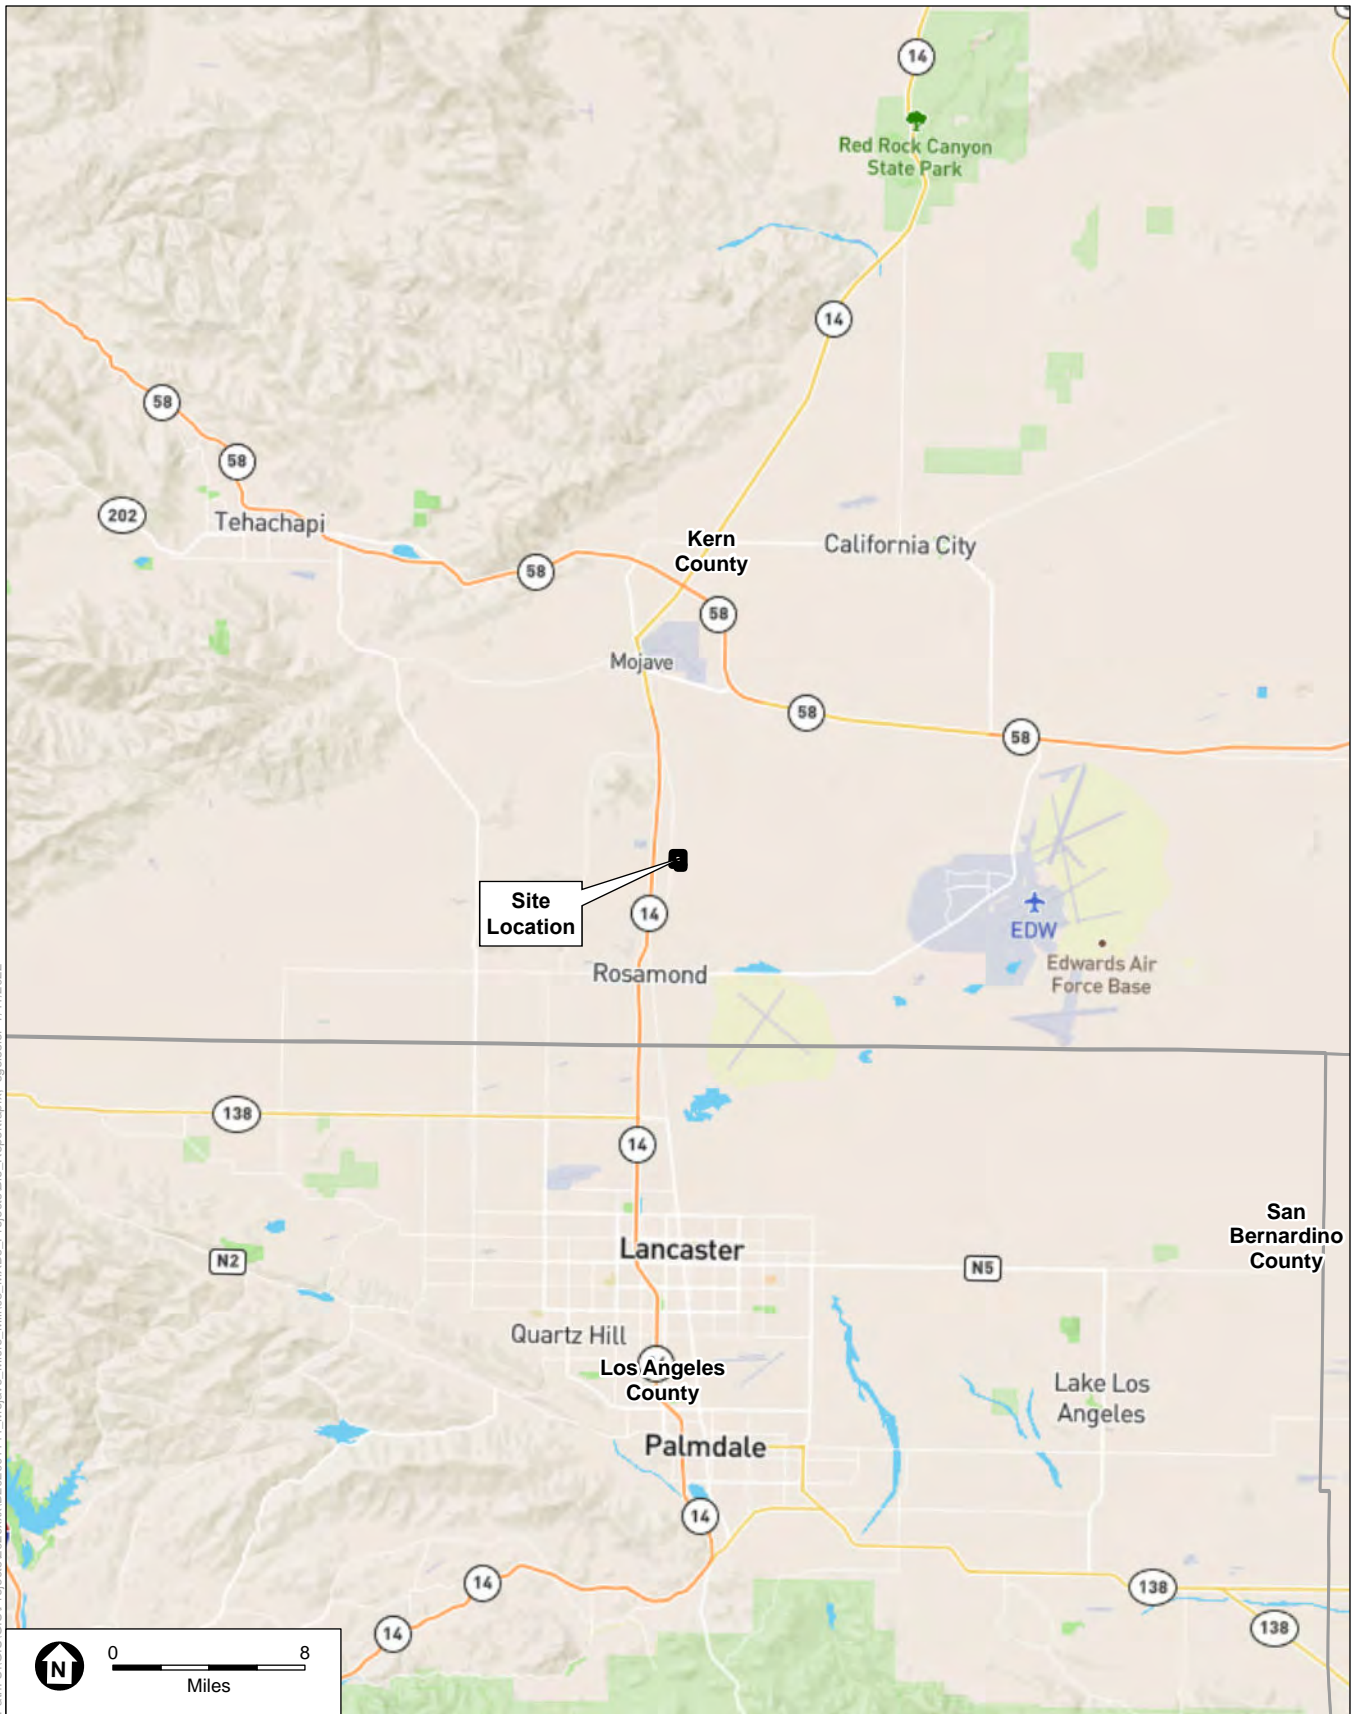 14
Red Rock Canyon
State Park
14
58
58
202
Tehachapi
Kern
County
California City
58
58
Mojave
58
58
Site
Location
14
EDW
Edwards Air
Force Base
Rosamond
138
14
San
Bernardino
County
Lancaster
N2
N5
Quartz Hill
Los Angeles
County
Lake Los
Angeles
Palmdale
14
14
138
138
14
N
0 8
Miles